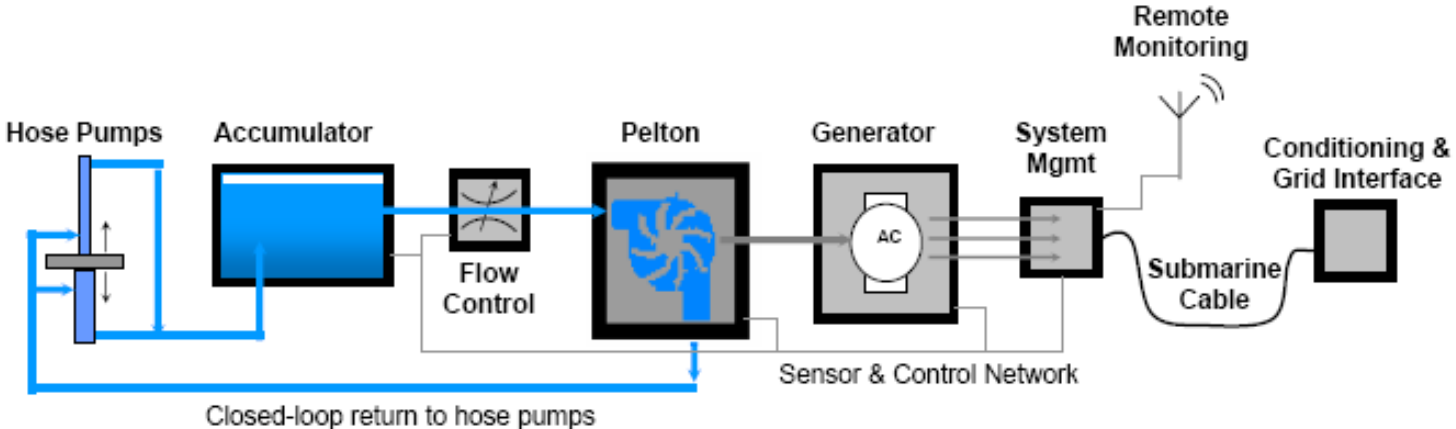 Remote
Monitoring
Hose Pumps
Accumulator
Pelton
Generator
System
Mgmt
Conditioning &
Grid Interface
AC
Flow
Control
Submarine
Cable
Sensor & Control Network
Closed-loop return to hose pumps